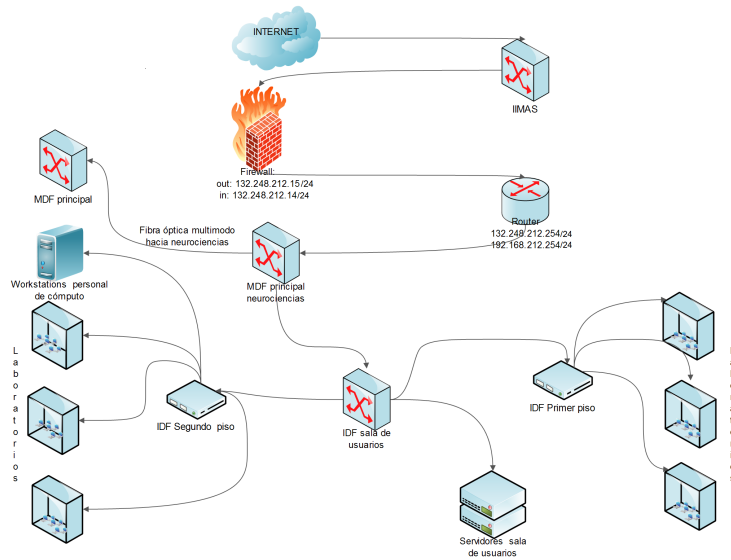 INTERNET
IIMAS
Firewall:
out: 132.248.212.15/24
in: 132.248.212.14/24
MDF principal
Router
132.248.212.254/24
192.168.212.254/24
Fibra óptica multimodo
hacia neurociencias
Workstations personal
de cómputo
MDF principal
neurociencias
Laboratorios
IDF Segundo piso
IDF sala de
usuarios
IDF Primer piso
Servidores sala
de usuarios